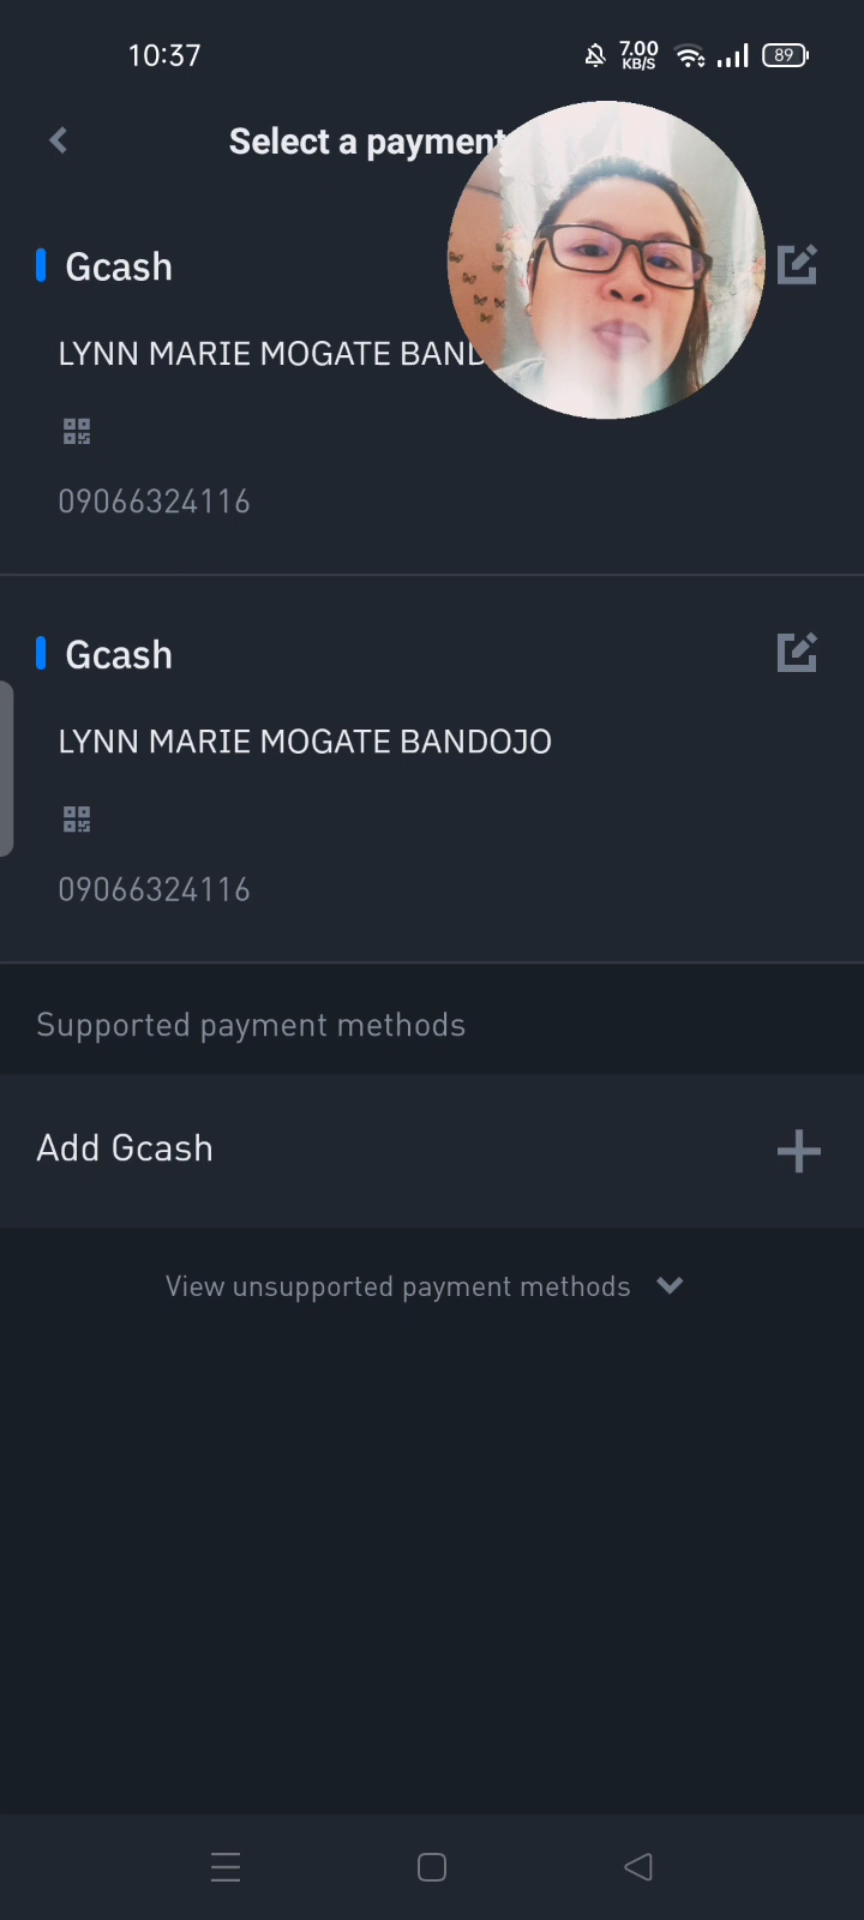 10:37
7.00
KB/S
89
Select a payment
Gcash
LYNN MARIE MOGATE
09066324116
Gcash
LYNN MARIE MOGATE BANDOJO
09066324116
Supported payment methods
Add Gcash
View unsupported payment methods